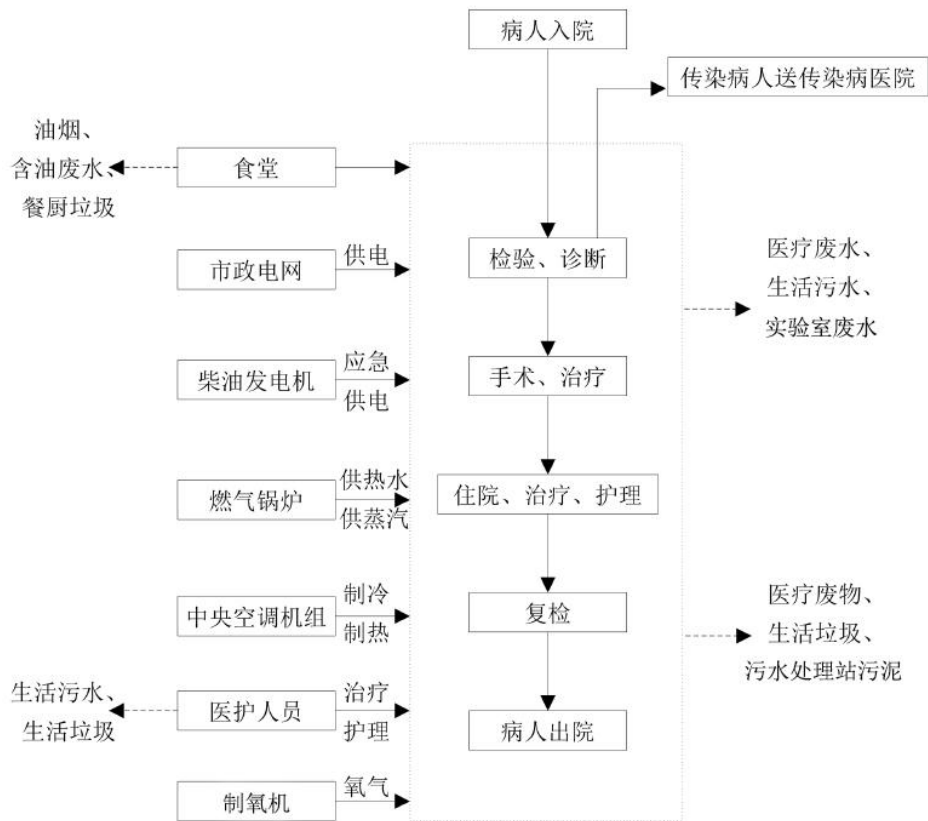 病人入院
传染病人送传染病医院
油烟、
含油废水、
餐厨垃圾
食堂
市政电网
供电
检验、诊断
医疗废水、
生活污水、
实验室废水
柴油发电机
应急
供电
手术、治疗
燃气锅炉
供热水
供蒸汽
住院、治疗、护理
中央空调机组
制冷
制热
复检
医疗废物、
生活垃圾、
污水处理站污泥
生活污水、
生活垃圾
医护人员
治疗
护理
病人出院
制氧机
氧气